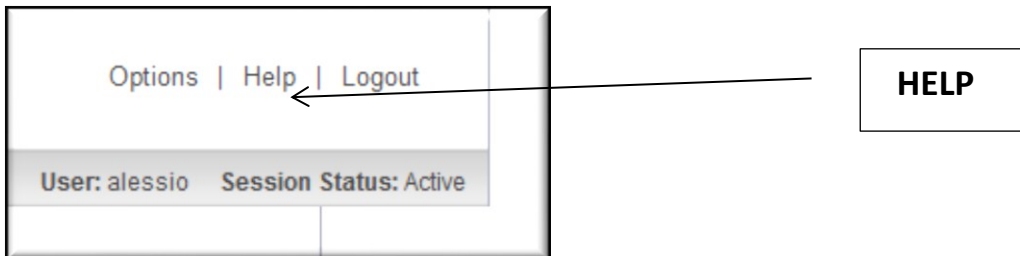 Options | Help | Logout
HELP
User: alessio Session Status: Active